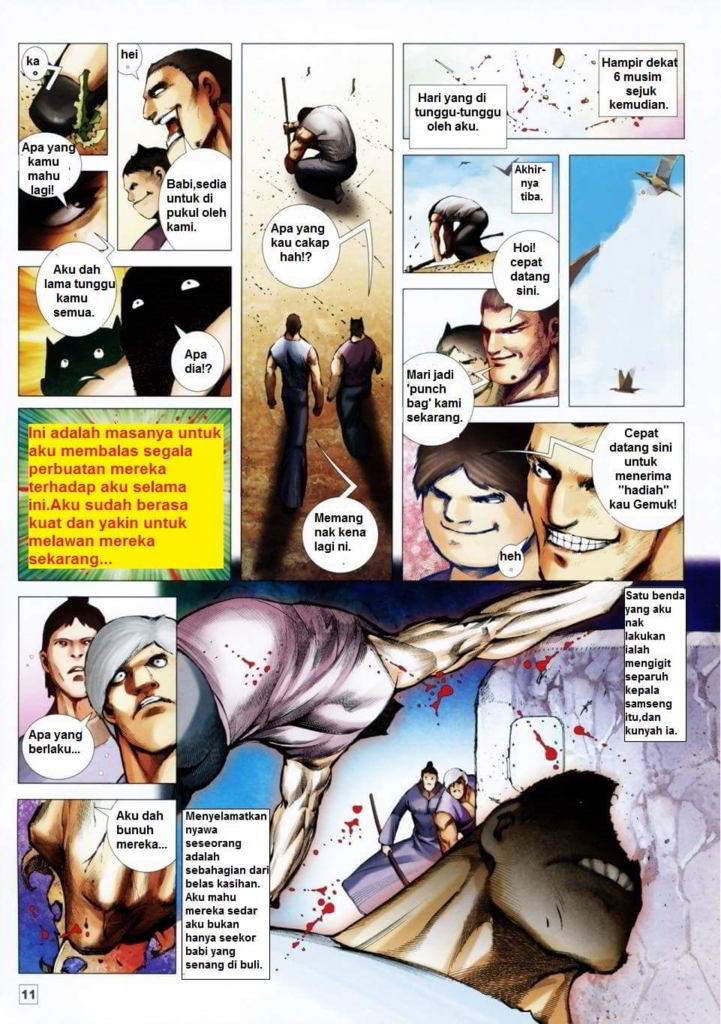 ka
hei
Apa yang
kamu
mahu
lagi!
Babi,sedia
untuk di
pukul oleh
kami.
Aku dah
lama tunggu
kamu
semua.
Apa
dia!?
Ini adalah masanya untuk
aku membalas segala
perbuatan mereka
terhadap aku selama
ini.Aku sudah berasa
kuat dan yakin untuk
melawan mereka
sekarang...
Apa yang
kau cakap
hah!?
Memang
nak kena
lagi ni.
Hampir dekat
6 musim
sejuk
kemudian.
Hari yang di
tunggu-tunggu
oleh aku.
Akhir-
nya
tiba.
Hoi!
cepat
datang
sini.
Mari jadi
'punch
bag' kami
sekarang.
Cepat
datang sini
untuk
menerima
"hadiah"
kau Gemuk!
heh
Satu benda
yang aku
nak
lakukan
ialah
mengigit
separuh
kepala
samseng
itu,dan
kunyah ia.
Apa yang
berlaku...
Aku dah
bunuh
mereka...
Menyelamatkan
nyawa
seseorang
adalah
sebahagian dari
belas kasihan.
Aku mahu
mereka sedar
aku bukan
hanya seekor
babi yang
senang di buli.
11